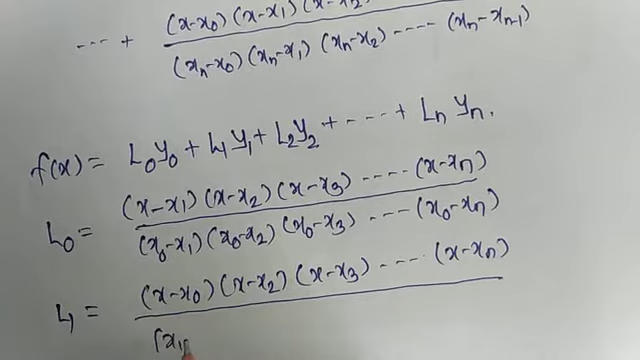 ---- + (x-x₀)(x-x₁)(x-x₂
(xₙ-x₀)(xₙ-x₁)(xₙ-x₂)-----(xₙ-xₙ₋₁)
f(x)= L₀y₀+L₁y₁+L₂y₂+----+ Lₙyₙ.
L₀= (x-x₁)(x-x₂)(x-x₃)----(x-xₙ)
(x₀-x₁)(x₀-x₂)(x₀-x₃)----(x₀-xₙ)
L₁ = (x-x₀)(x-x₂)(x-x₃)----(x-xₙ)
(x₁